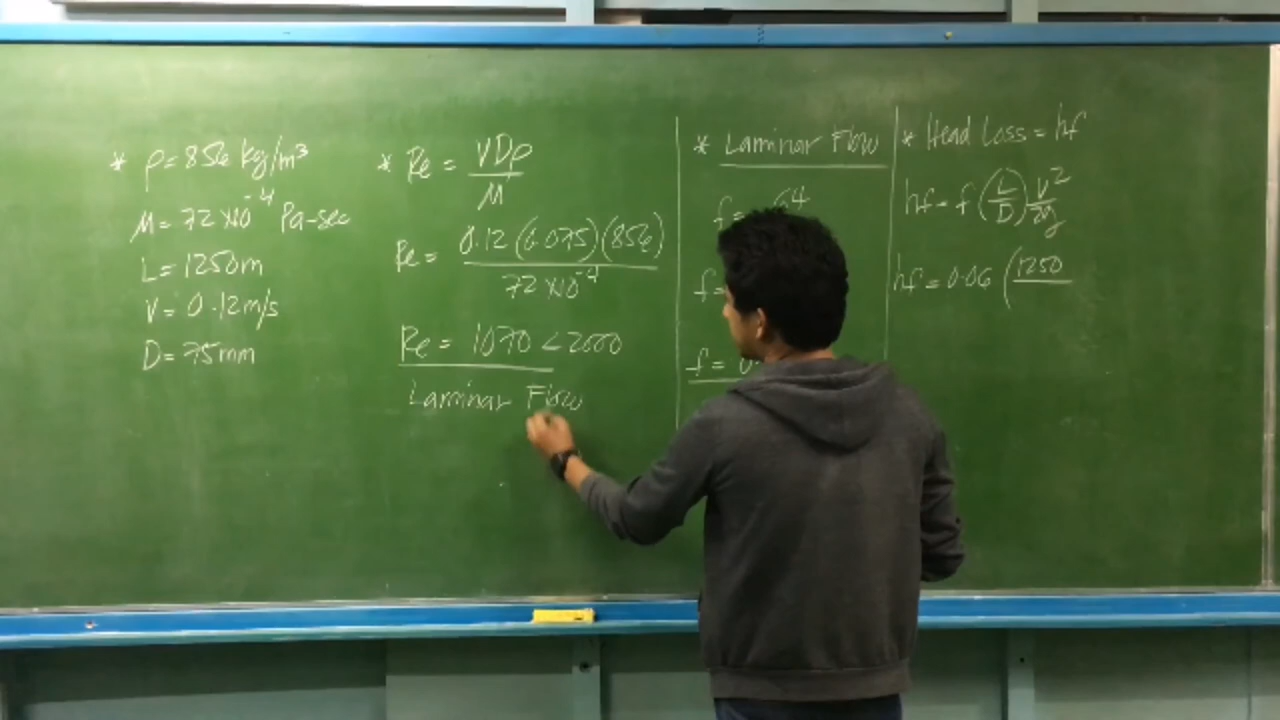 * ρ = 856 kg/m³
μ = 72 x10⁻⁴ Pa-sec
L = 1250m
V = 0.12m/s
D = 75mm
* Re = VDρ / μ
Re = 0.12 (0.075)(856) / 72 x10⁻⁴
Re = 1070 < 2000
Laminar Flow
* Laminar Flow
f = 64
f =
f = 0.
* Head Loss = hf
hf = f (L/D) V²/2g
hf = 0.06 (1250